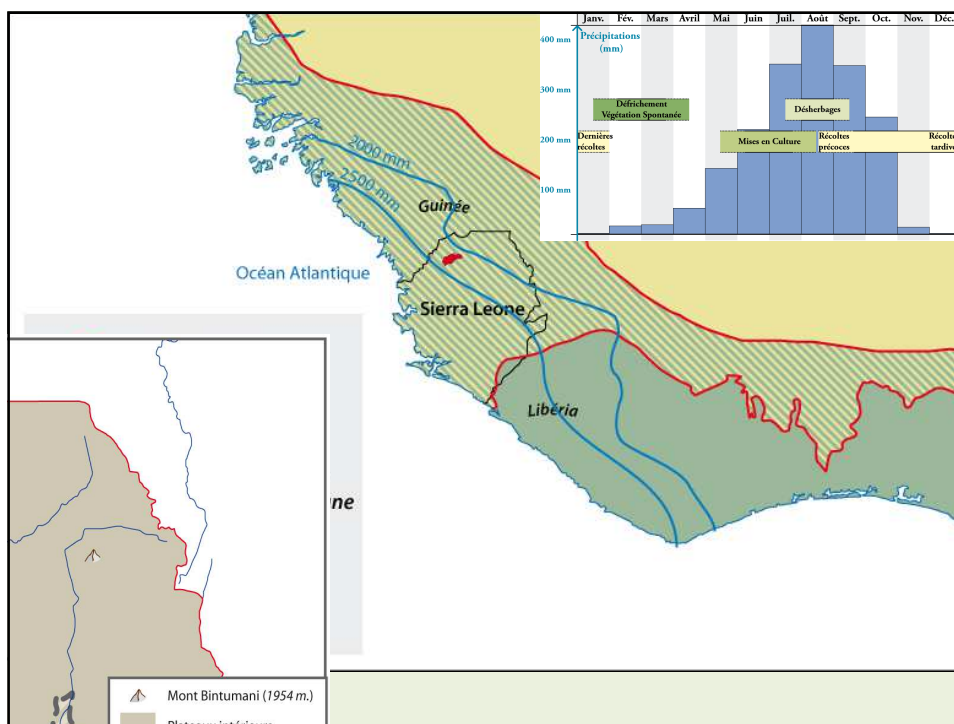 Janv. Fév. Mars Avril Mai Juin Juil. Août Sept. Oct. Nov. Déc.
400 mm
Précipitations
(mm)
300 mm
200 mm
100 mm
Défrichement
Végétation Spontanée
Désherbages
Dernières
récoltes
Mises en Culture
Récoltes
précoces
tardive
2000 mm
2500 mm
Guinée
Océan Atlantique
Sierra Leone
Libéria
ne
Mont Bintumani (1954 m.)